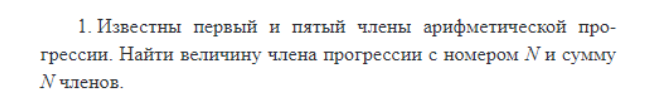 1. Известны первый и пятый члены арифметической про-
грессии. Найти величину члена прогрессии с номером N и сумму
N членов.